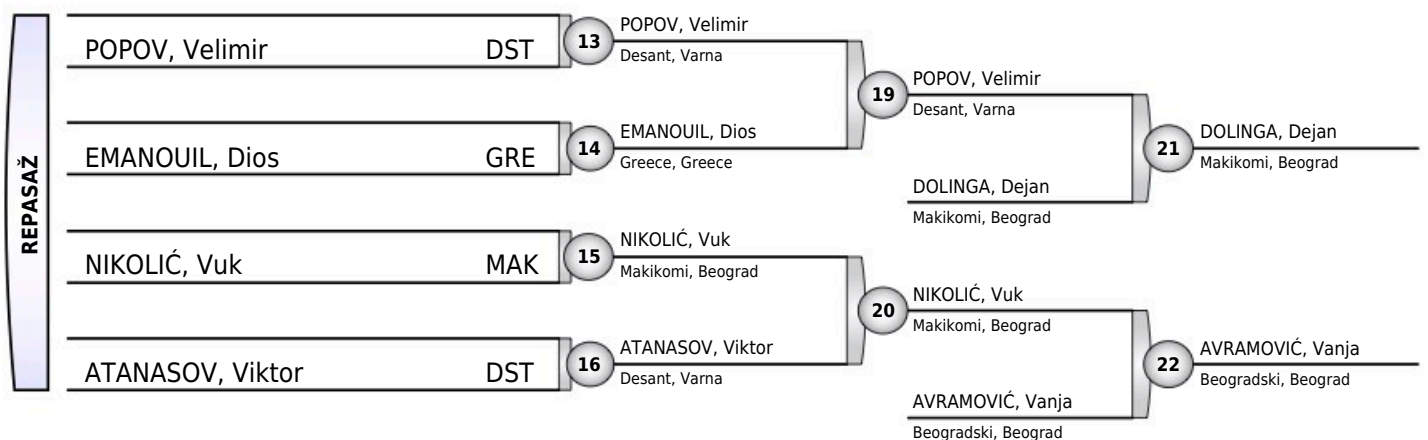 REPASAŽ
POPOV, Velimir DST
13
POPOV, Velimir
Desant, Varna
EMANOUIL, Dios GRE
14
EMANOUIL, Dios
Greece, Greece
19
POPOV, Velimir
Desant, Varna
DOLINGA, Dejan
Makikomi, Beograd
21
DOLINGA, Dejan
Makikomi, Beograd
NIKOLIĆ, Vuk MAK
15
NIKOLIĆ, Vuk
Makikomi, Beograd
ATANASOV, Viktor DST
16
ATANASOV, Viktor
Desant, Varna
20
NIKOLIĆ, Vuk
Makikomi, Beograd
AVRAMOVIĆ, Vanja
Beogradski, Beograd
22
AVRAMOVIĆ, Vanja
Beogradski, Beograd